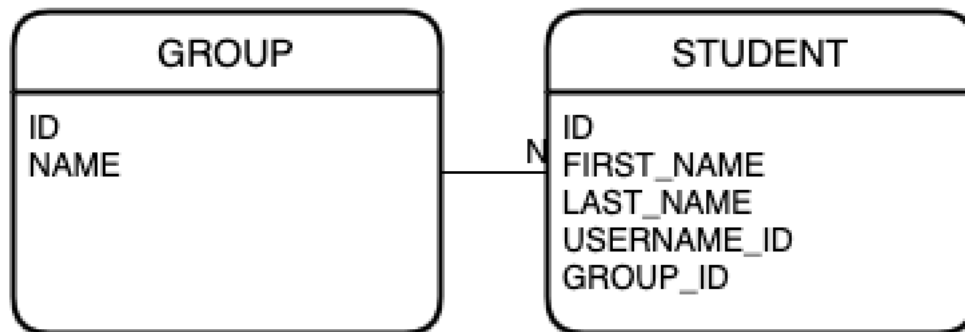 GROUP
ID
NAME
N
STUDENT
ID
FIRST_NAME
LAST_NAME
USERNAME_ID
GROUP_ID